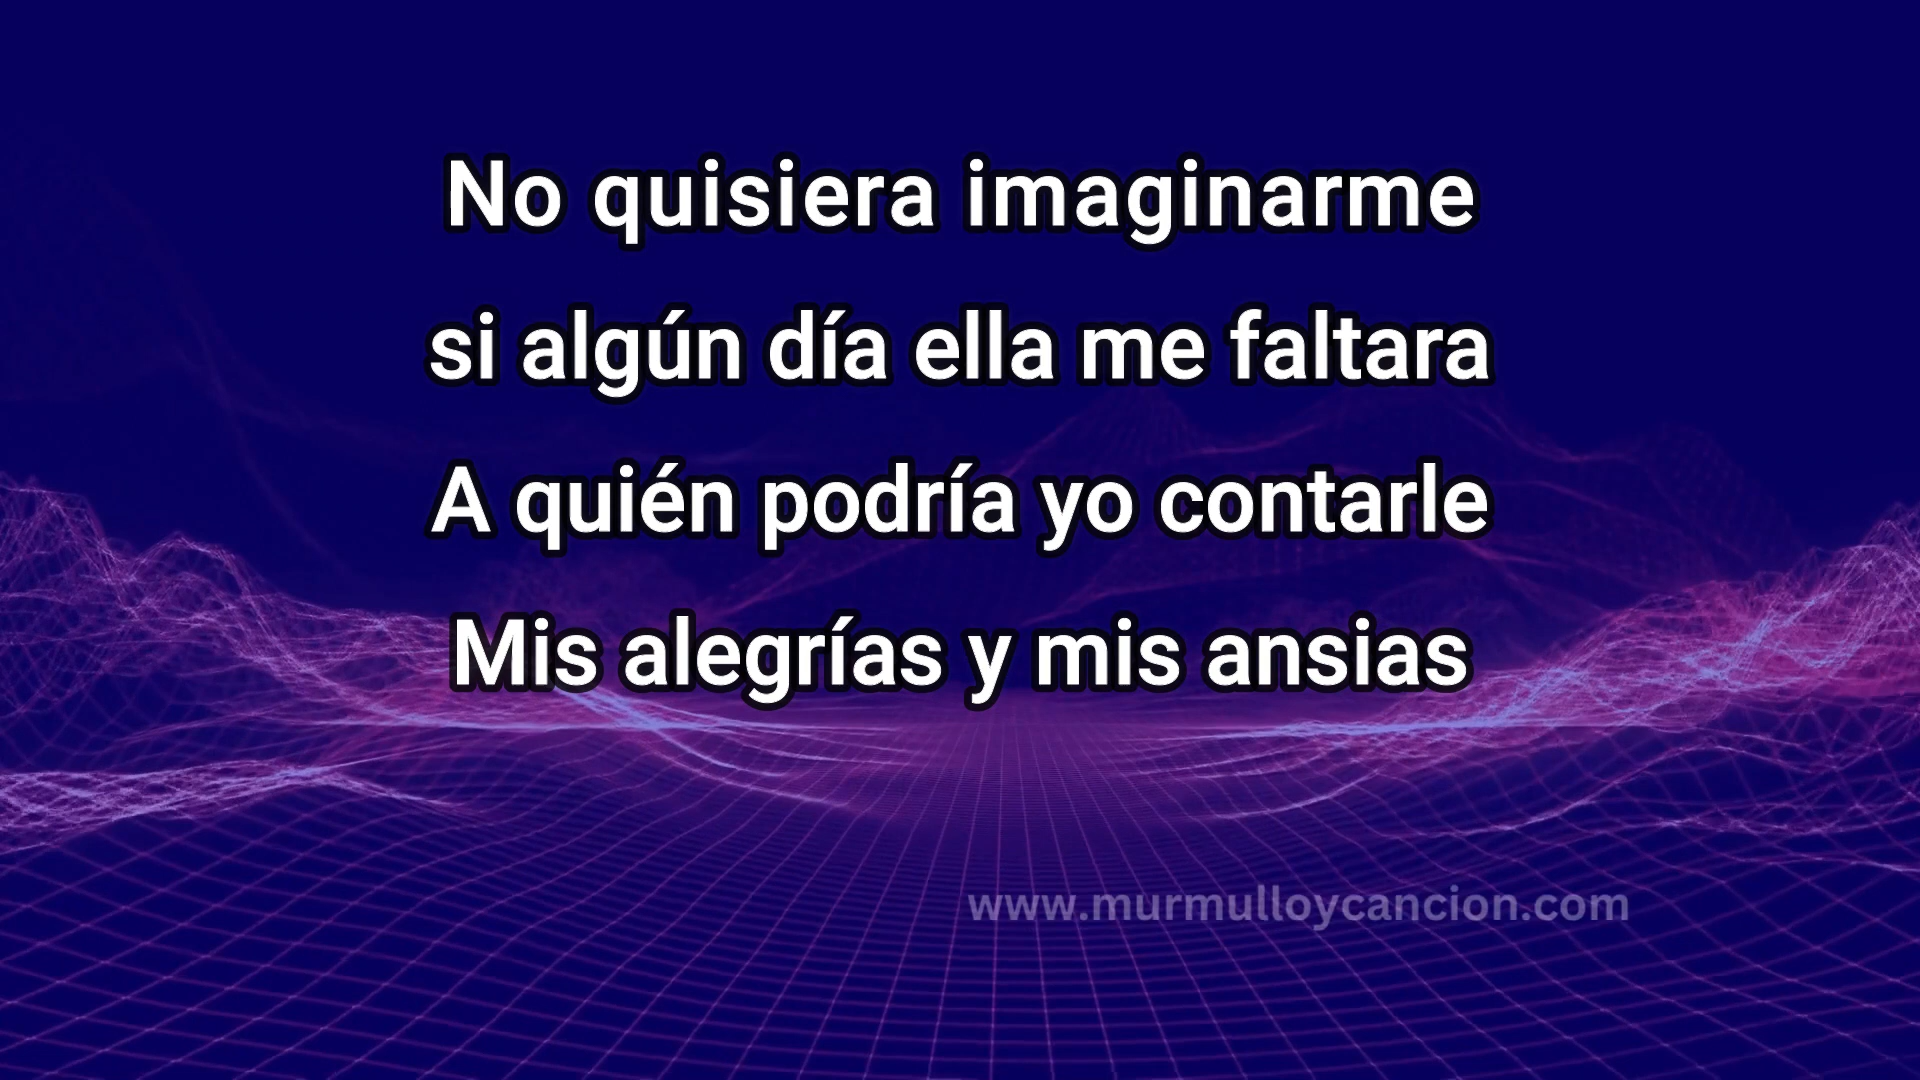 No quisiera imaginarme
si algún día ella me faltara
A quién podría yo contarle
Mis alegrías y mis ansias
www.murmulloycancion.com